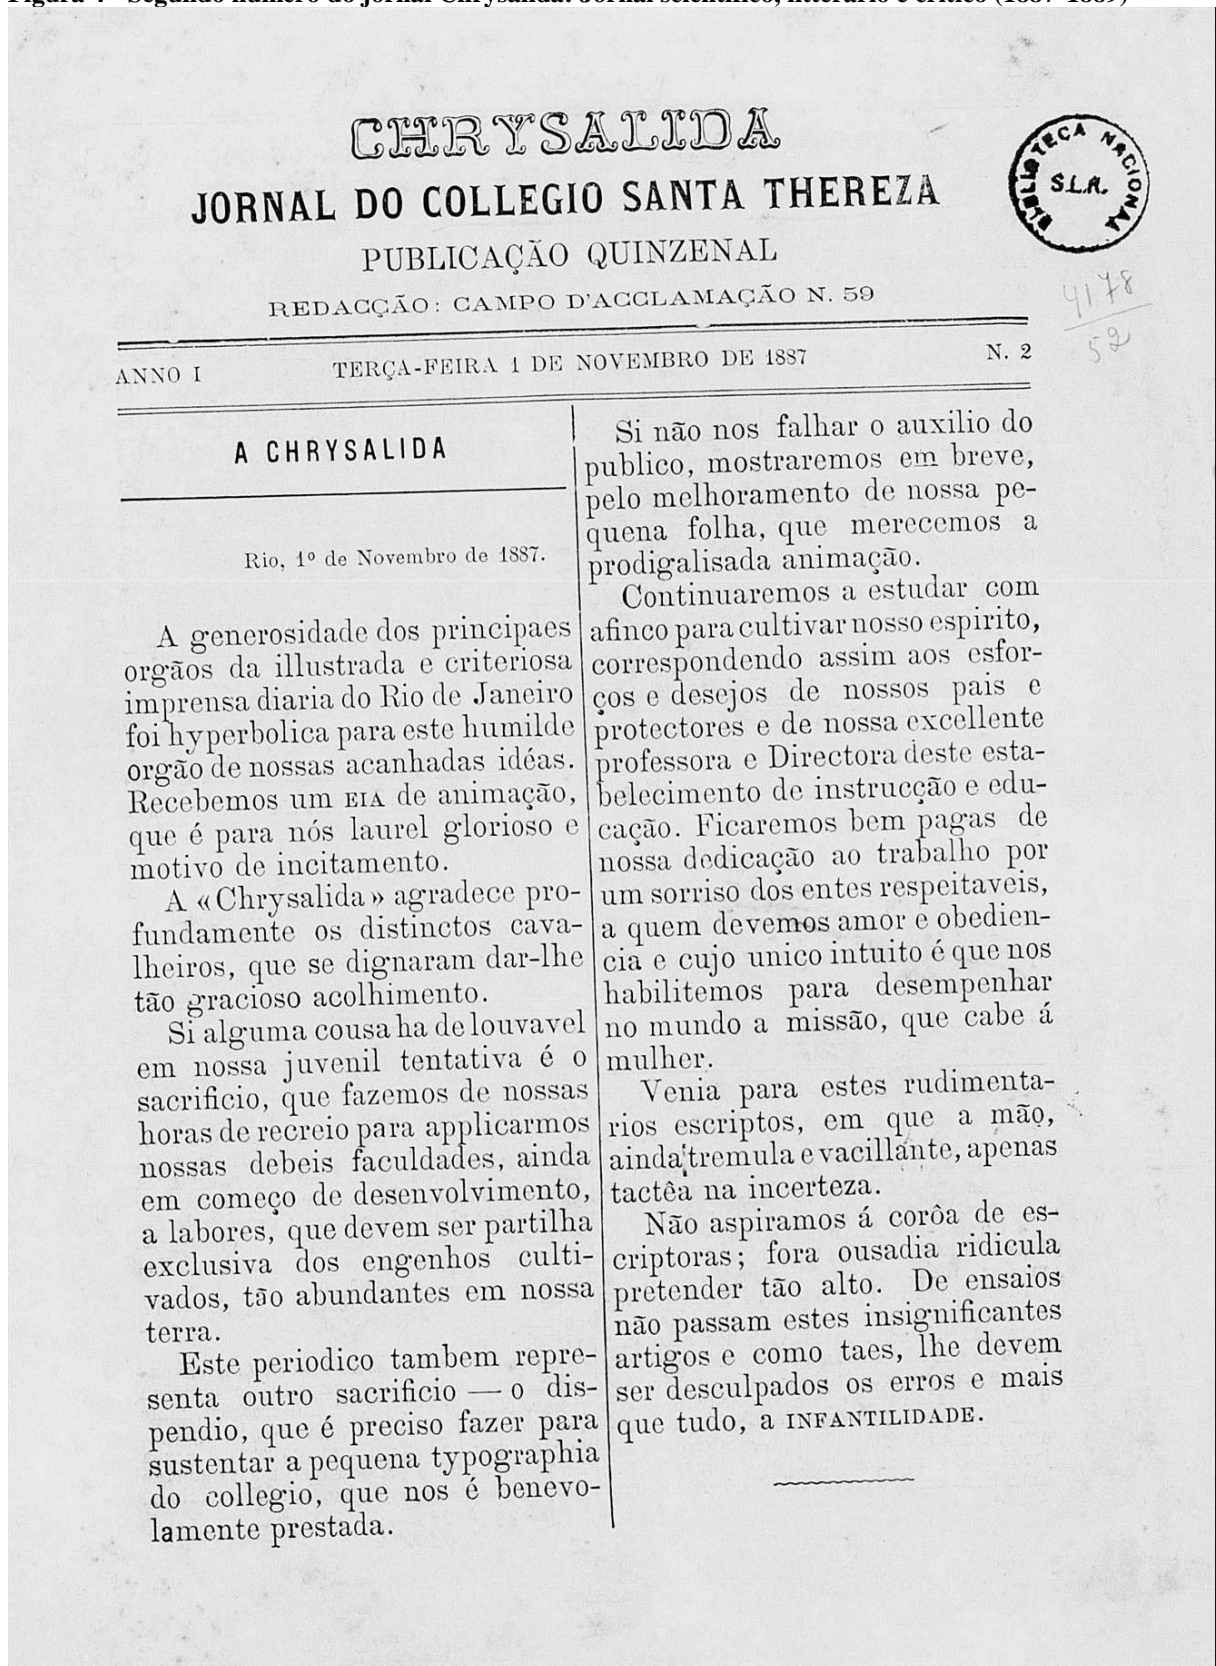 CHRYSALIDA
JORNAL DO COLLEGIO SANTA THEREZA
PUBLICAÇÃO QUINZENAL
REDACÇÃO: CAMPO D'ACCLAMAÇÃO N. 59
BIBLIOTECA NACIONAL
S.L.R.
4178
52
ANNO I
TERÇA-FEIRA 1 DE NOVEMBRO DE 1887
N. 2
A CHRYSALIDA
Rio, 1º de Novembro de 1887.
A generosidade dos principaes
orgãos da illustrada e criteriosa
imprensa diaria do Rio de Janeiro
foi hyperbolica para este humilde
orgão de nossas acanhadas idéas.
Recebemos um EIA de animação,
que é para nós laurel glorioso e
motivo de incitamento.
A «Chrysalida» agradece pro-
fundamente os distinctos cava-
lheiros, que se dignaram dar-lhe
tão gracioso acolhimento.
Si alguma cousa ha de louvavel
em nossa juvenil tentativa é o
sacrificio, que fazemos de nossas
horas de recreio para applicarmos
nossas debeis faculdades, ainda
em começo de desenvolvimento,
a labores, que devem ser partilha
exclusiva dos engenhos culti-
vados, tão abundantes em nossa
terra.
Este periodico tambem repre-
senta outro sacrificio — o dis-
pendio, que é preciso fazer para
sustentar a pequena typographia
do collegio, que nos é benevo-
lamente prestada.
Si não nos falhar o auxilio do
publico, mostraremos em breve,
pelo melhoramento de nossa pe-
quena folha, que merecemos a
prodigalisada animação.
Continuaremos a estudar com
afinco para cultivar nosso espirito,
correspondendo assim aos esfor-
ços e desejos de nossos pais e
protectores e de nossa excellente
professora e Directora deste esta-
belecimento de instrucção e edu-
cação. Ficaremos bem pagas de
nossa dedicação ao trabalho por
um sorriso dos entes respeitaveis,
a quem devemos amor e obedien-
cia e cujo unico intuito é que nos
habilitemos para desempenhar
no mundo a missão, que cabe á
mulher.
Venia para estes rudimenta-
rios escriptos, em que a mão,
ainda tremula e vacillante, apenas
tactêa na incerteza.
Não aspiramos á corôa de es-
criptoras; fora ousadia ridicula
pretender tão alto. De ensaios
não passam estes insignificantes
artigos e como taes, lhe devem
ser desculpados os erros e mais
que tudo, a INFANTILIDADE.